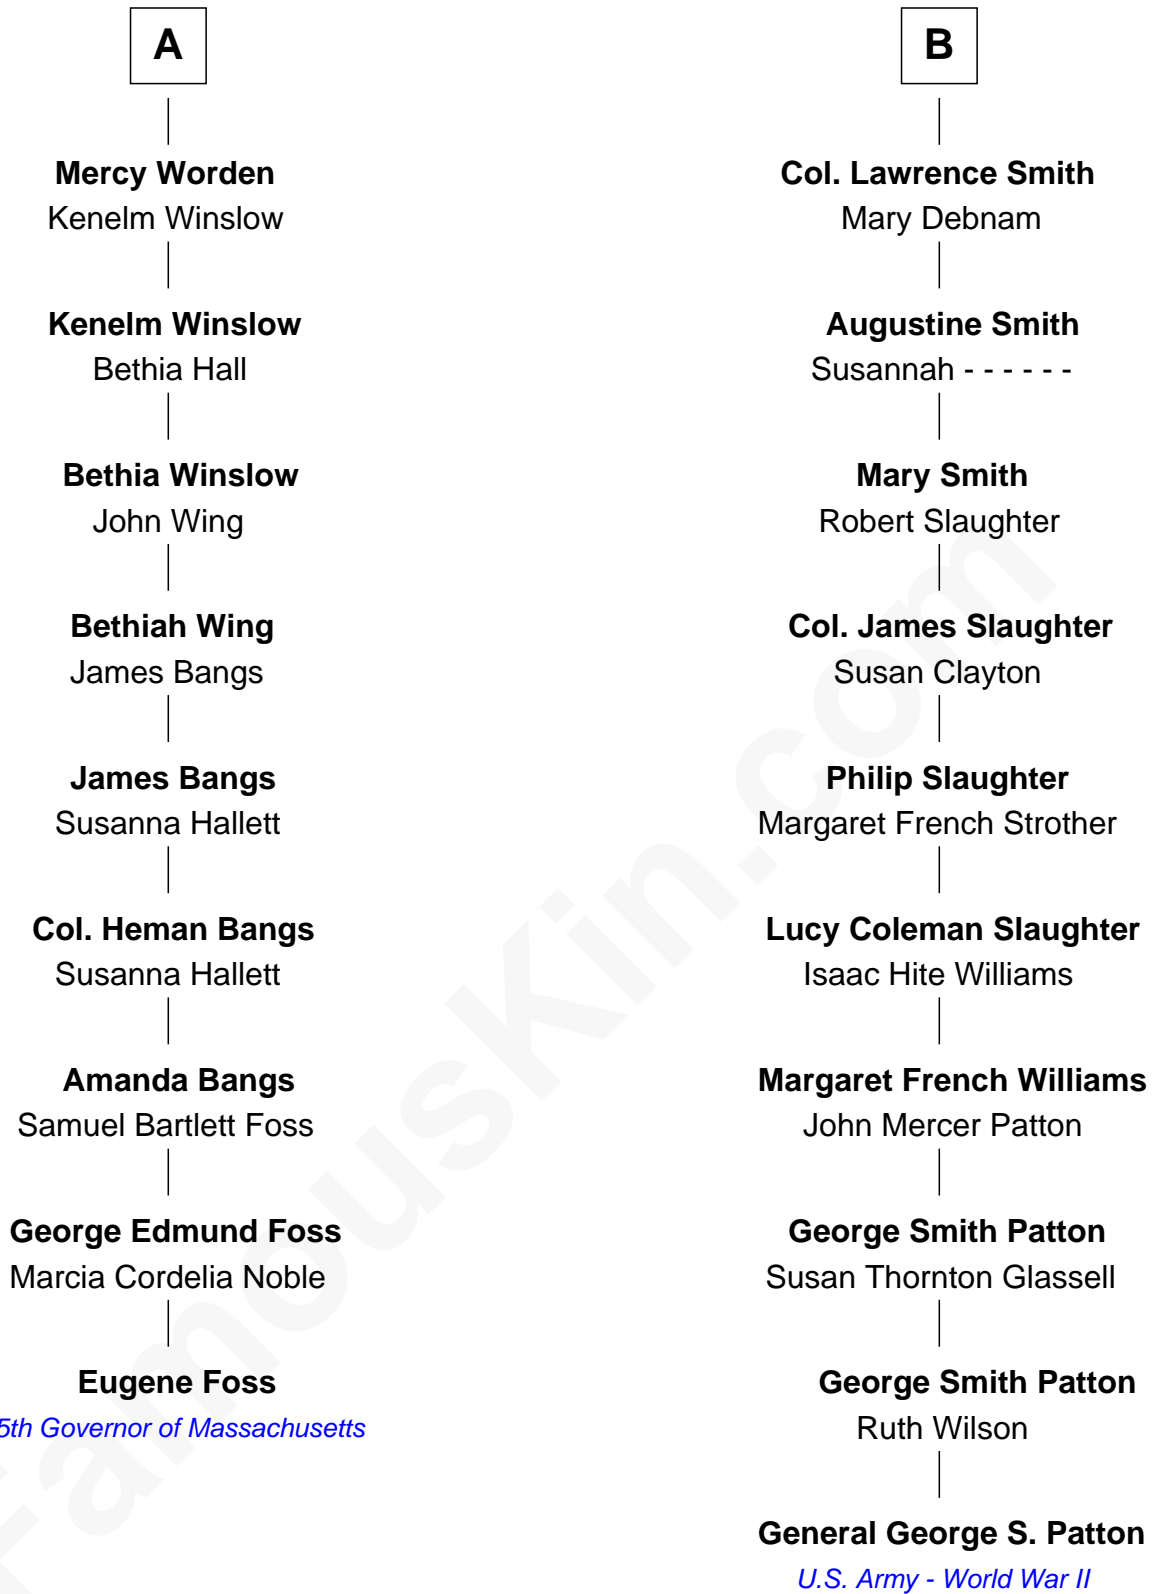 A
Mercy Worden
Kenelm Winslow
Kenelm Winslow
Bethia Hall
Bethia Winslow
John Wing
Bethiah Wing
James Bangs
James Bangs
Susanna Hallett
Col. Heman Bangs
Susanna Hallett
Amanda Bangs
Samuel Bartlett Foss
George Edmund Foss
Marcia Cordelia Noble
Eugene Foss
5th Governor of Massachusetts
B
Col. Lawrence Smith
Mary Debnam
Augustine Smith
Susannah - - - - - -
Mary Smith
Robert Slaughter
Col. James Slaughter
Susan Clayton
Philip Slaughter
Margaret French Strother
Lucy Coleman Slaughter
Isaac Hite Williams
Margaret French Williams
John Mercer Patton
George Smith Patton
Susan Thornton Glassell
George Smith Patton
Ruth Wilson
General George S. Patton
U.S. Army - World War II
FamousKin.com